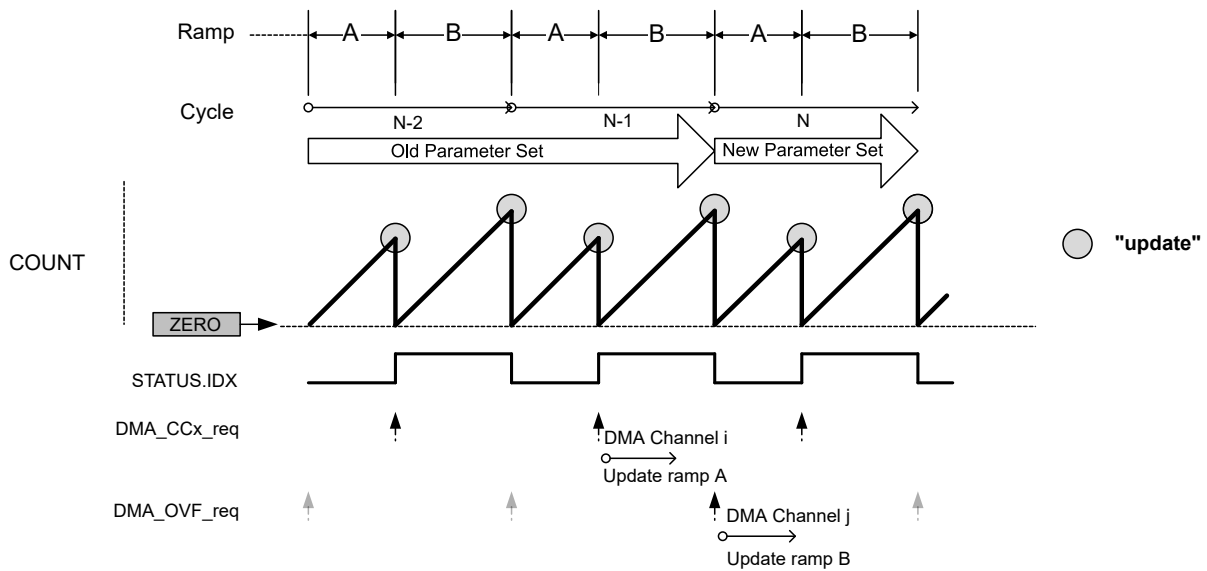 Ramp A B A B A B
Cycle
N-2 N-1 N
Old Parameter Set New Parameter Set
"update"
COUNT
ZERO
STATUS.IDX
DMA_CCx_req
DMA Channel i
Update ramp A
DMA_OVF_req
DMA Channel j
Update ramp B